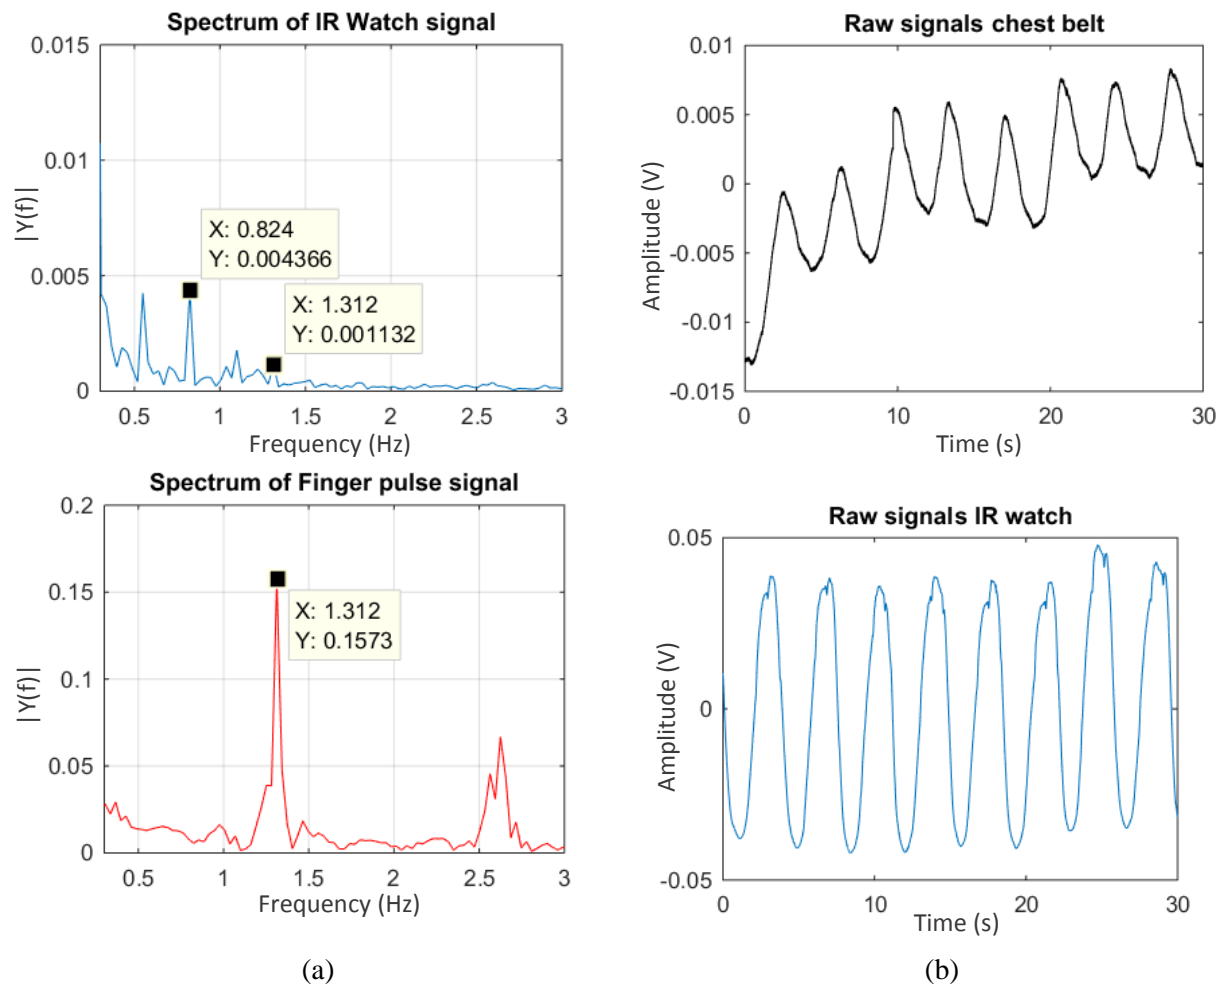 Spectrum of IR Watch signal
0.015
0.01
0.005
0
|Y(f)|
X: 0.824
Y: 0.004366
X: 1.312
Y: 0.001132
0.5 1 1.5 2 2.5 3
Frequency (Hz)
Spectrum of Finger pulse signal
0.2
0.15
0.1
0.05
0
|Y(f)|
X: 1.312
Y: 0.1573
0.5 1 1.5 2 2.5 3
Frequency (Hz)
(a)
Raw signals chest belt
0.01
0.005
0
-0.005
-0.01
-0.015
Amplitude (V)
0 10 20 30
Time (s)
Raw signals IR watch
0.05
0
-0.05
Amplitude (V)
0 10 20 30
Time (s)
(b)